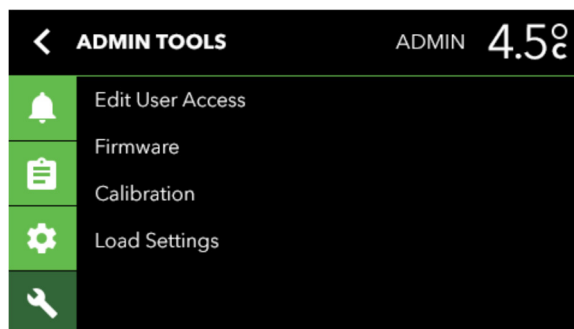 ADMIN TOOLS ADMIN 4.5°C
Edit User Access
Firmware
Calibration
Load Settings